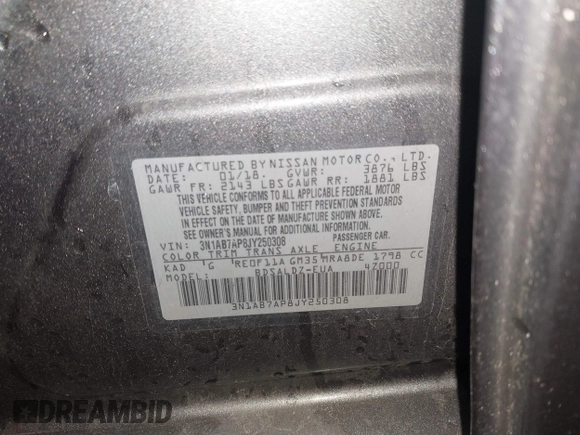 MANUFACTURED BY NISSAN MOTOR CO., LTD.
DATE: 01/18. GVWR: 3876 LBS
GAWR FR: 2143 LBS GAWR RR: 1881 LBS
THIS VEHICLE CONFORMS TO ALL APPLICABLE FEDERAL MOTOR
VEHICLE SAFETY, BUMPER AND THEFT PREVENTION STANDARDS
IN EFFECT ON THE DATE OF MANUFACTURE SHOWN ABOVE.
SEE OWNER'S MANUAL FOR ADDITIONAL INFORMATION.
VIN: 3N1AB7AP8JY250308 PASSENGER CAR.
COLOR TRIM TRANS AXLE ENGINE
KAD 'G RE0F11A GM35 MRA8DE 1798 CC
MODEL: BDSALDZ-EUA 47000
3N1AB7AP8JY250308
DREAMBID